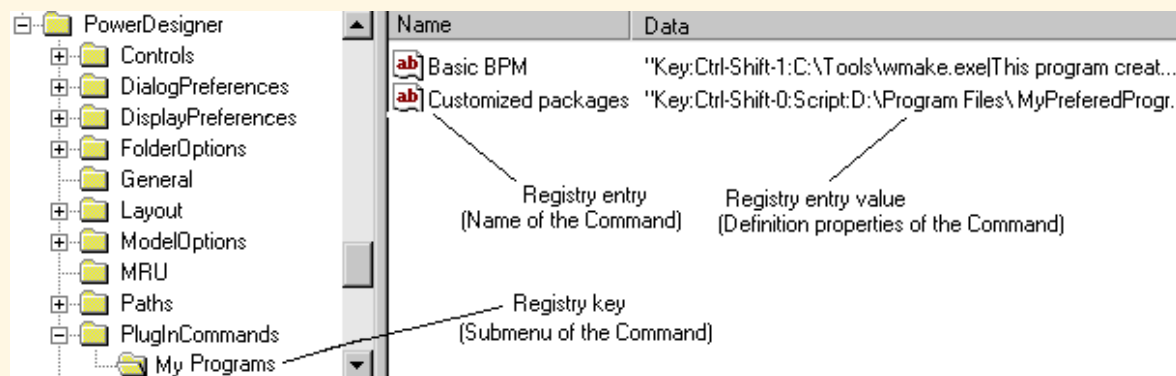 PowerDesigner
Controls
DialogPreferences
DisplayPreferences
FolderOptions
General
Layout
ModelOptions
MRU
Paths
PlugInCommands
My Programs
Name Data
ab Basic BPM "Key:Ctrl-Shift-1:C:\Tools\wmake.exe|This program creat...
ab Customized packages "Key:Ctrl-Shift-0:Script:D:\Program Files\ MyPreferedProgr...
Registry entry
(Name of the Command)
Registry entry value
(Definition properties of the Command)
Registry key
(Submenu of the Command)